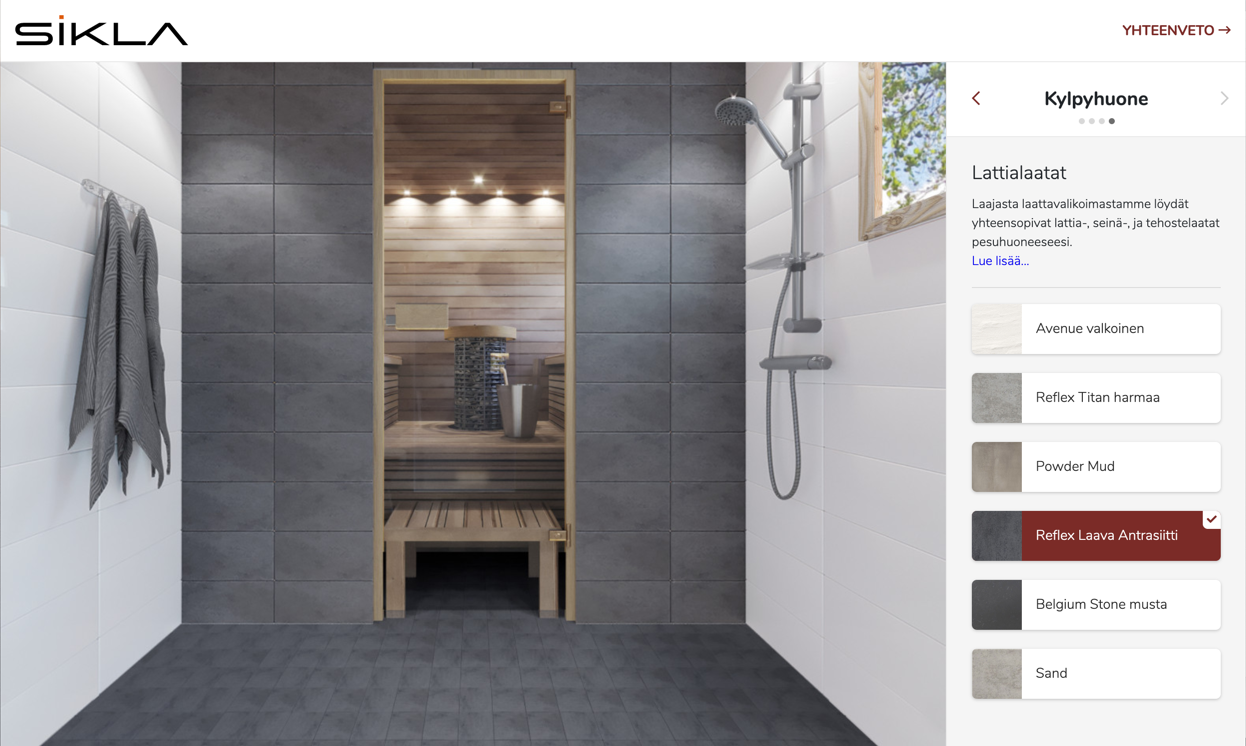 SiKLA
YHTEENVETO →
Kylpyhuone
Lattialaatat
Laajasta laattavalikoimastamme löydät
yhteensopivat lattia-, seinä-, ja tehostelaatat
pesuhuoneeseesi.
Lue lisää...
Avenue valkoinen
Reflex Titan harmaa
Powder Mud
Reflex Laava Antrasiitti
Belgium Stone musta
Sand